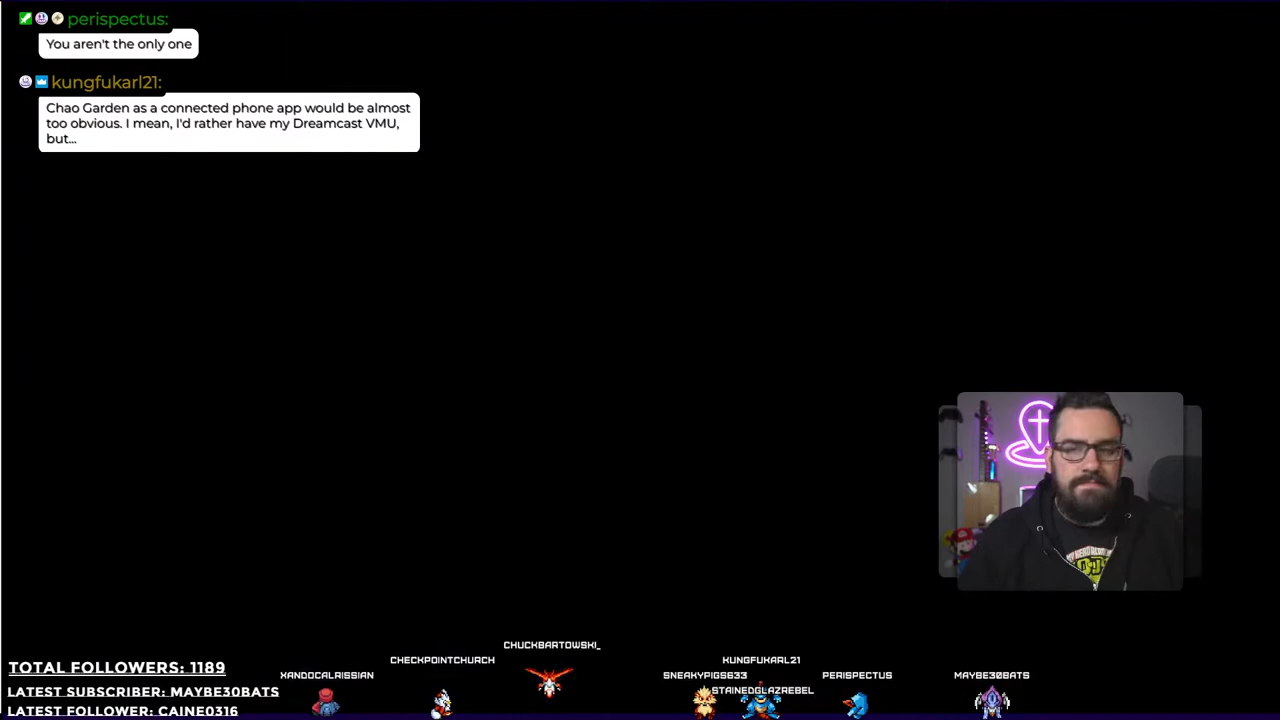 perispectus:
You aren't the only one
kungfukarl21:
Chao Garden as a connected phone app would be almost
too obvious. I mean, I'd rather have my Dreamcast VMU,
but...
CHUCKBARTOWSKI_
CHECKPOINTCHURCH
KUNGFUKARL21
TOTAL FOLLOWERS: 1189
XANDOCALRISSIAN
SNEAKYPIGS633
PERISPECTUS
MAYBE30BATS
STAINEDGLAZREBEL
LATEST SUBSCRIBER: MAYBE30BATS
LATEST FOLLOWER: CAINE0316